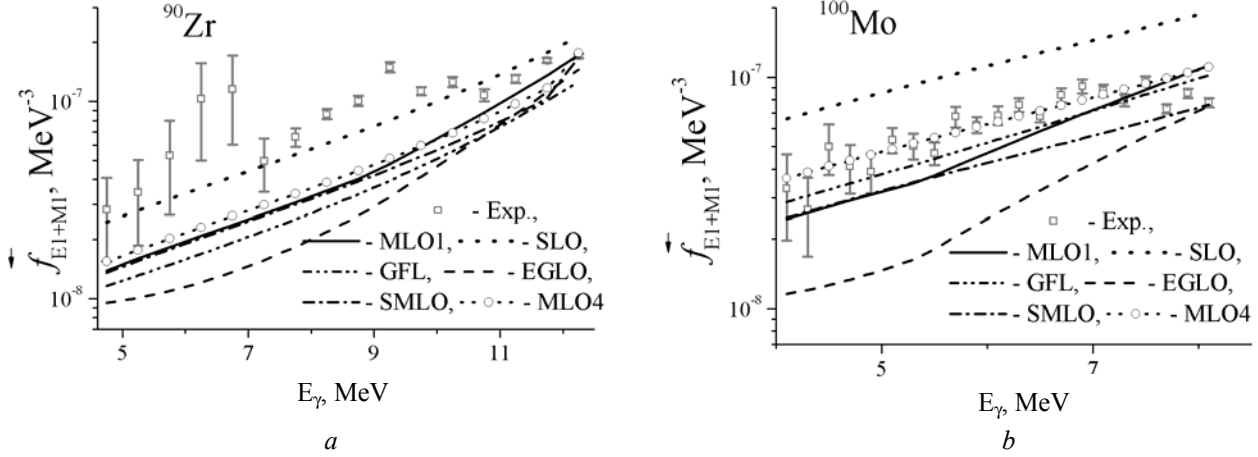 ⁹⁰Zr
10⁻⁷
10⁻⁸
f E1+M1, MeV⁻³
- Exp.,
- MLO1, - SLO,
- GFL, - EGLO,
- SMLO, - MLO4
5 7 9 11
Eγ, MeV
a
¹⁰⁰Mo
10⁻⁷
10⁻⁸
f E1+M1, MeV⁻³
- Exp.,
- MLO1, - SLO,
- GFL, - EGLO,
- SMLO, - MLO4
5 7
Eγ, MeV
b